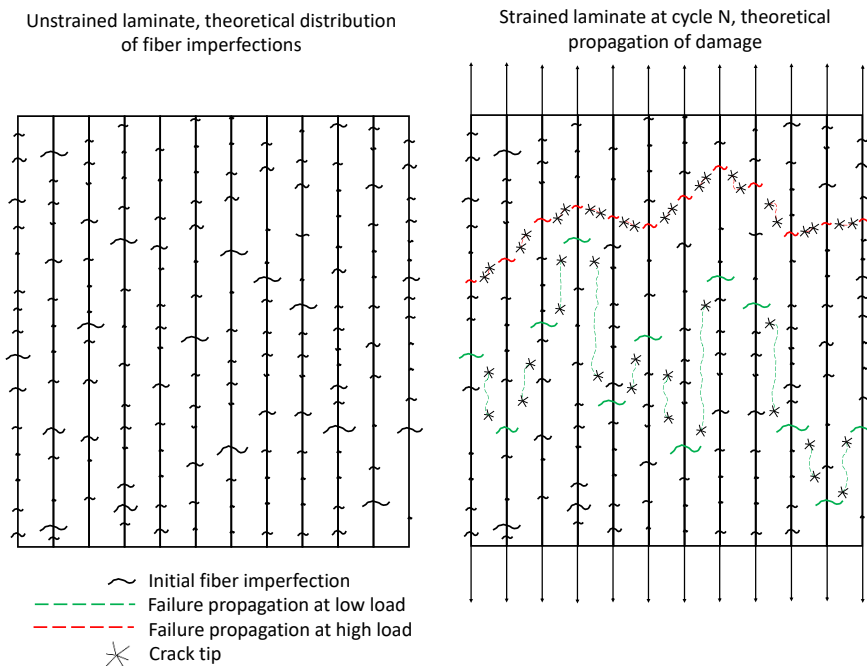 Unstrained laminate, theoretical distribution
of fiber imperfections
Strained laminate at cycle N, theoretical
propagation of damage
Initial fiber imperfection
Failure propagation at low load
Failure propagation at high load
Crack tip